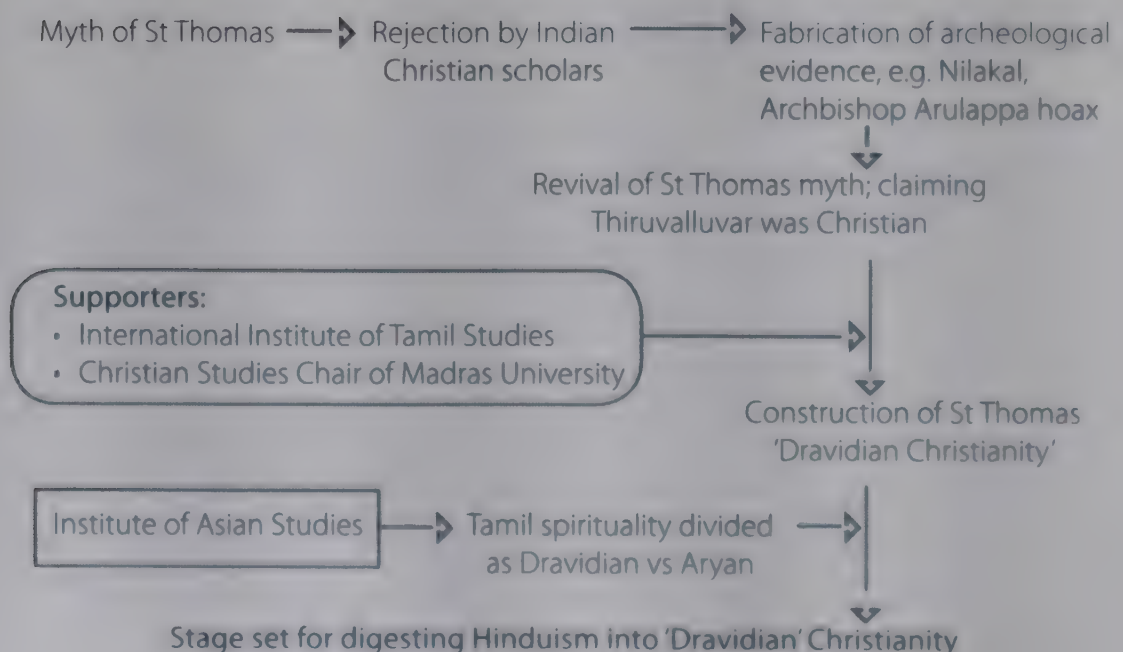 Myth of St Thomas
Rejection by Indian
Christian scholars
Fabrication of archeological
evidence, e.g. Nilakal,
Archbishop Arulappa hoax
Revival of St Thomas myth; claiming
Thiruvalluvar was Christian
Supporters:
• International Institute of Tamil Studies
• Christian Studies Chair of Madras University
Construction of St Thomas
'Dravidian Christianity'
Institute of Asian Studies
Tamil spirituality divided
as Dravidian vs Aryan
Stage set for digesting Hinduism into 'Dravidian' Christianity